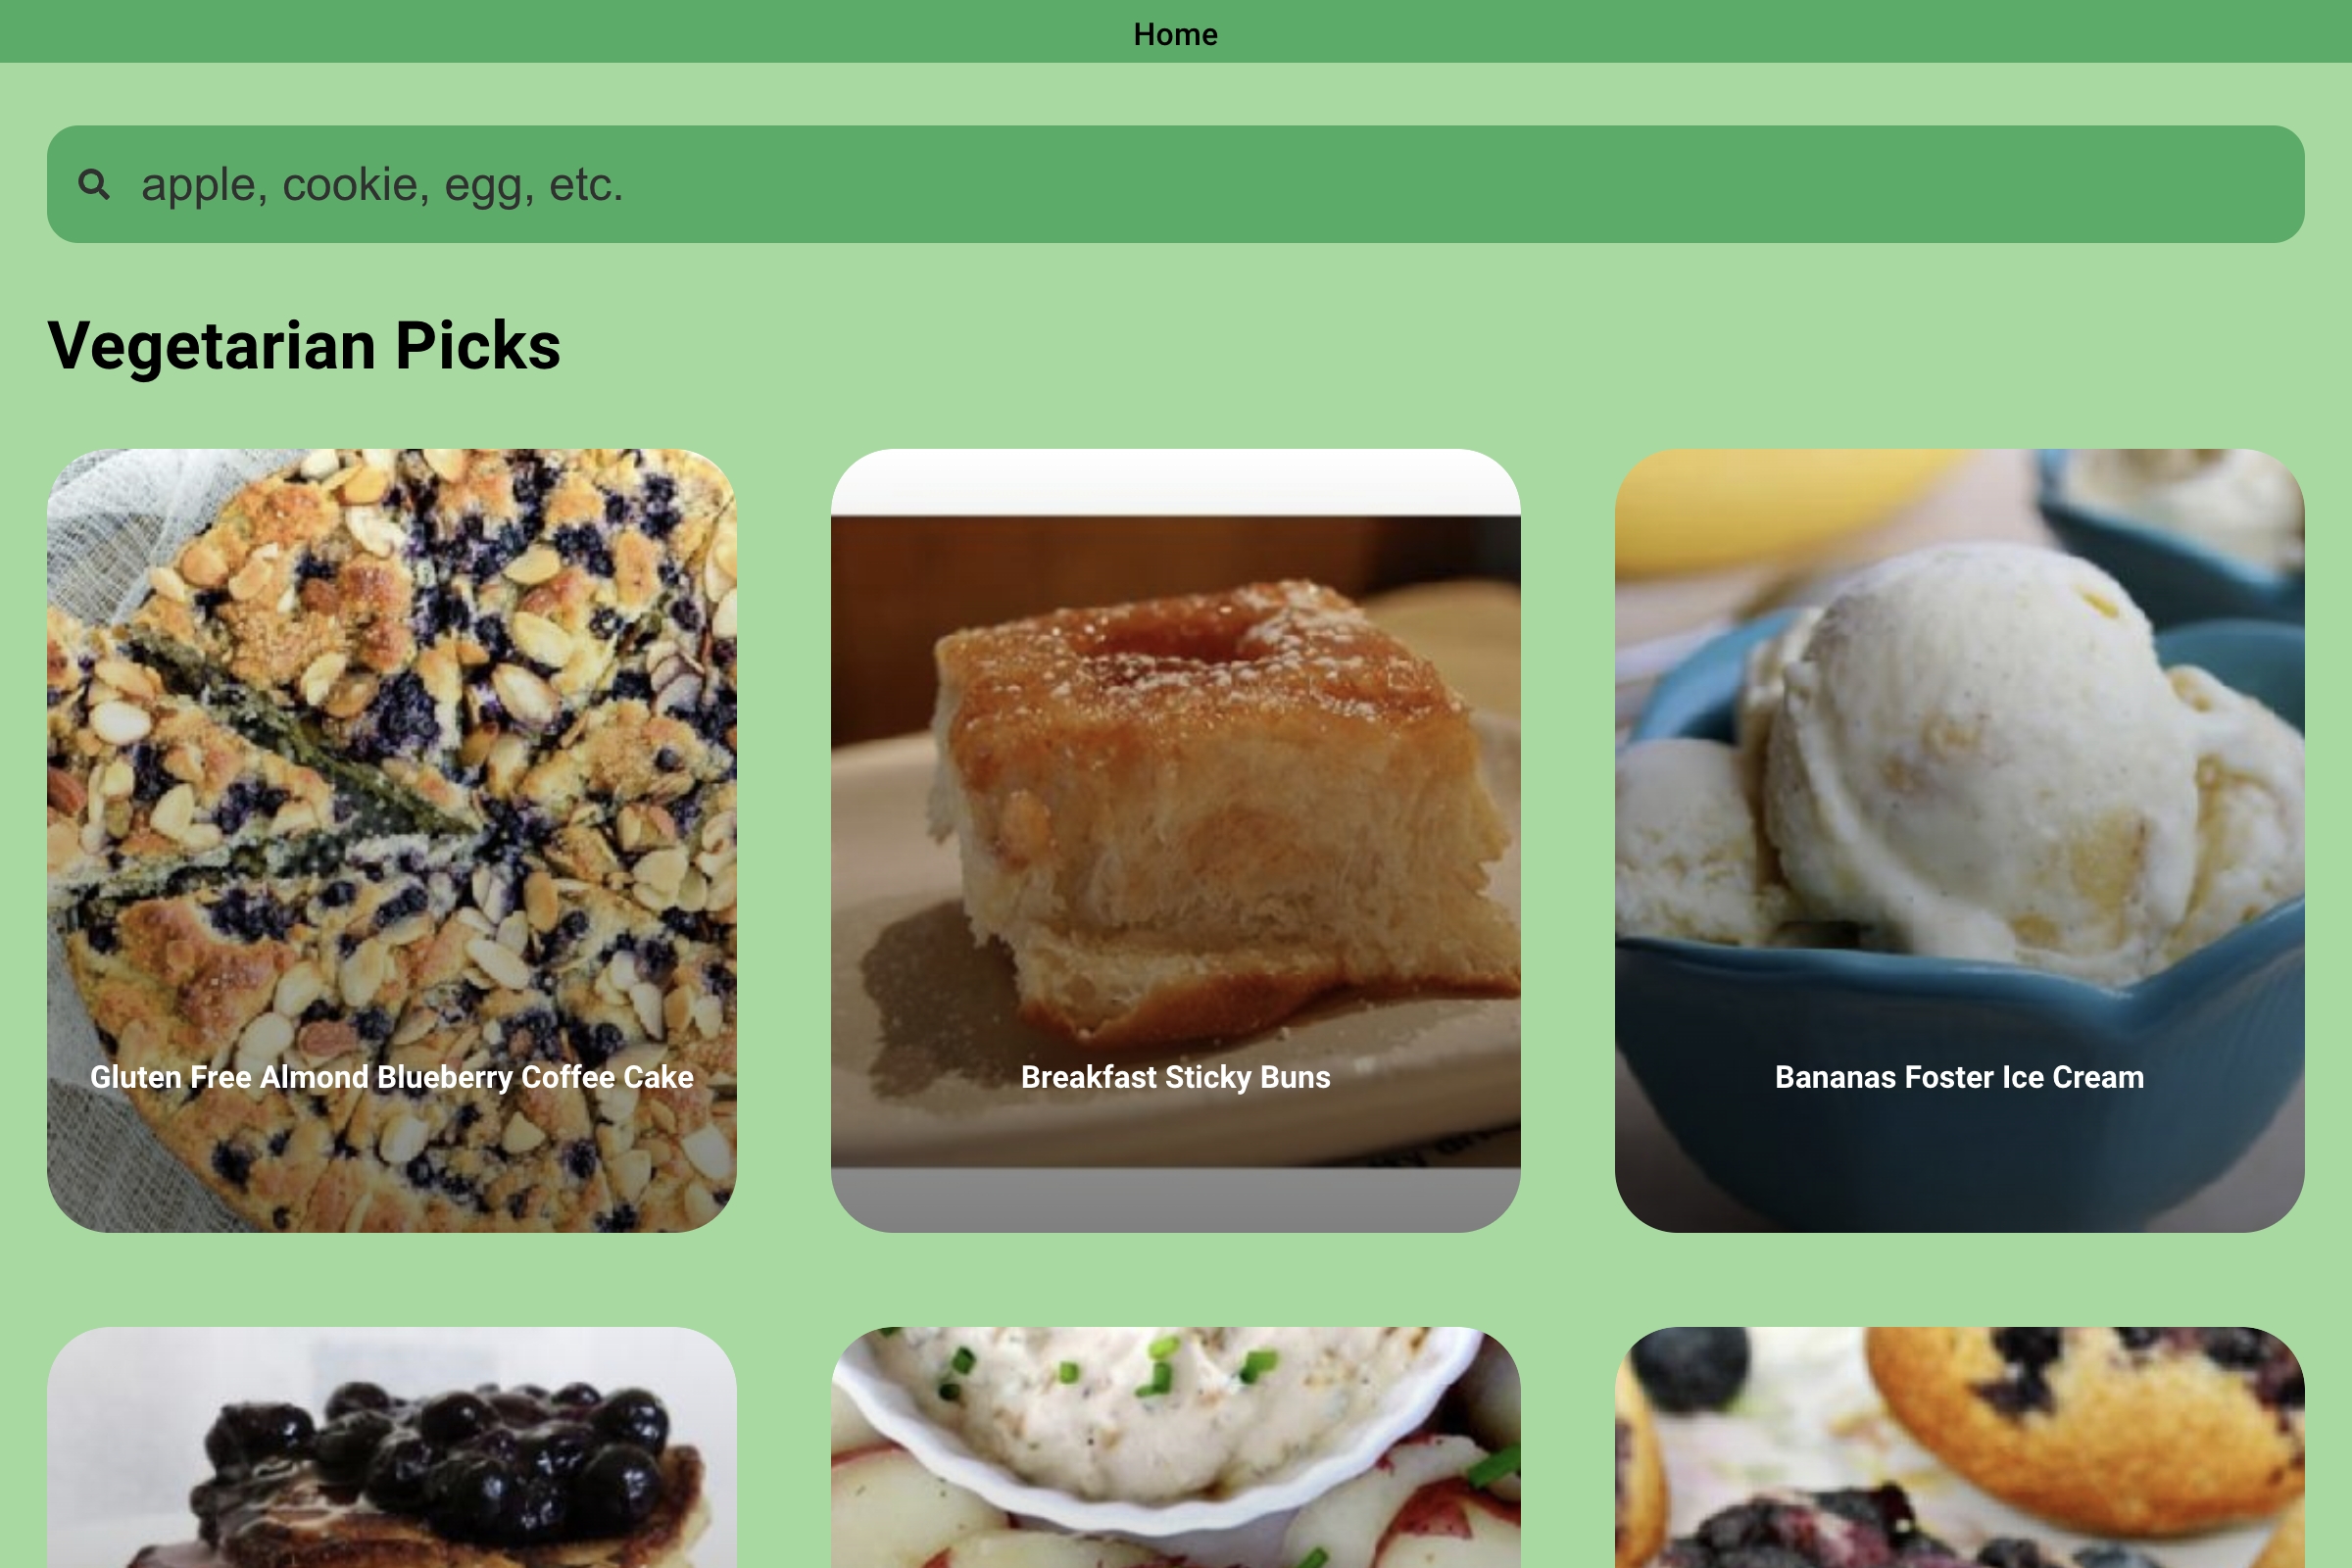 Home
apple, cookie, egg, etc.
Vegetarian Picks
Gluten Free Almond Blueberry Coffee Cake
Breakfast Sticky Buns
Bananas Foster Ice Cream